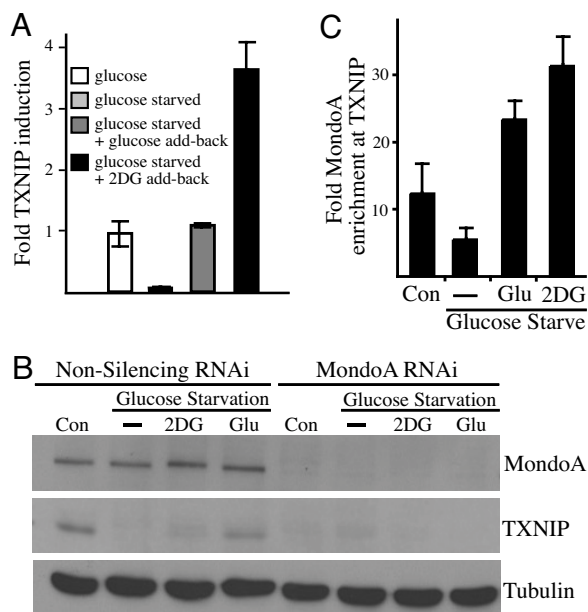 A
Fold TXNIP induction
4
3
2
1
glucose
glucose starved
glucose starved
+ glucose add-back
glucose starved
+ 2DG add-back
C
Fold MondoA
enrichment at TXNIP
30
20
10
Con
–
Glu
2DG
Glucose Starve
B
Non-Silencing RNAi
MondoA RNAi
Glucose Starvation
Glucose Starvation
Con
–
2DG
Glu
Con
–
2DG
Glu
MondoA
TXNIP
Tubulin